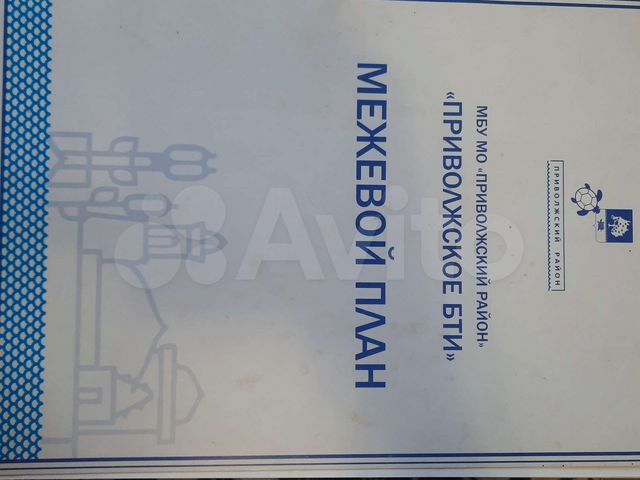 ПРИВОЛЖСКИЙ РАЙОН
МБУ МО «ПРИВОЛЖСКИЙ РАЙОН»
«ПРИВОЛЖСКОЕ БТИ»
МЕЖЕВОЙ ПЛАН
Avito